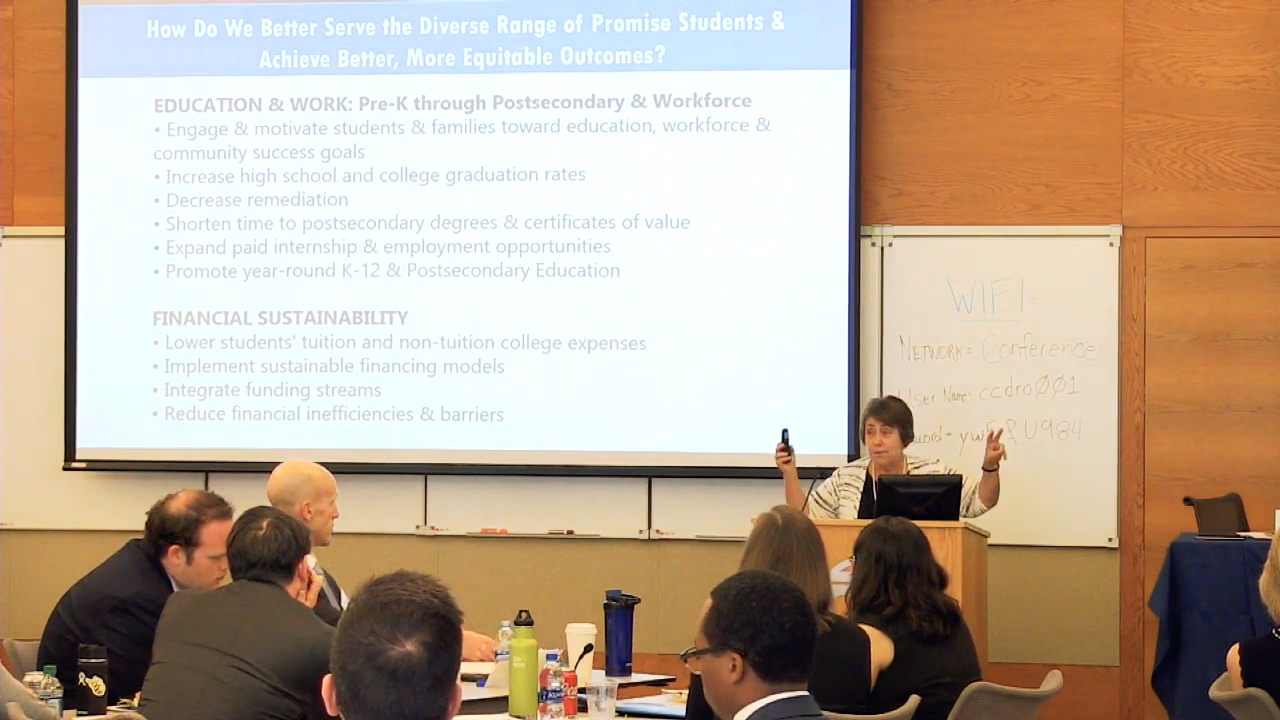 How Do We Better Serve the Diverse Range of Promise Students &
Achieve Better, More Equitable Outcomes?
EDUCATION & WORK: Pre-K through Postsecondary & Workforce
• Engage & motivate students & families toward education, workforce &
community success goals
• Increase high school and college graduation rates
• Decrease remediation
• Shorten time to postsecondary degrees & certificates of value
• Expand paid internship & employment opportunities
• Promote year-round K-12 & Postsecondary Education
FINANCIAL SUSTAINABILITY
• Lower students' tuition and non-tuition college expenses
• Implement sustainable financing models
• Integrate funding streams
• Reduce financial inefficiencies & barriers
WIFI-
NETWORK= Conference
User Name: ccdro001